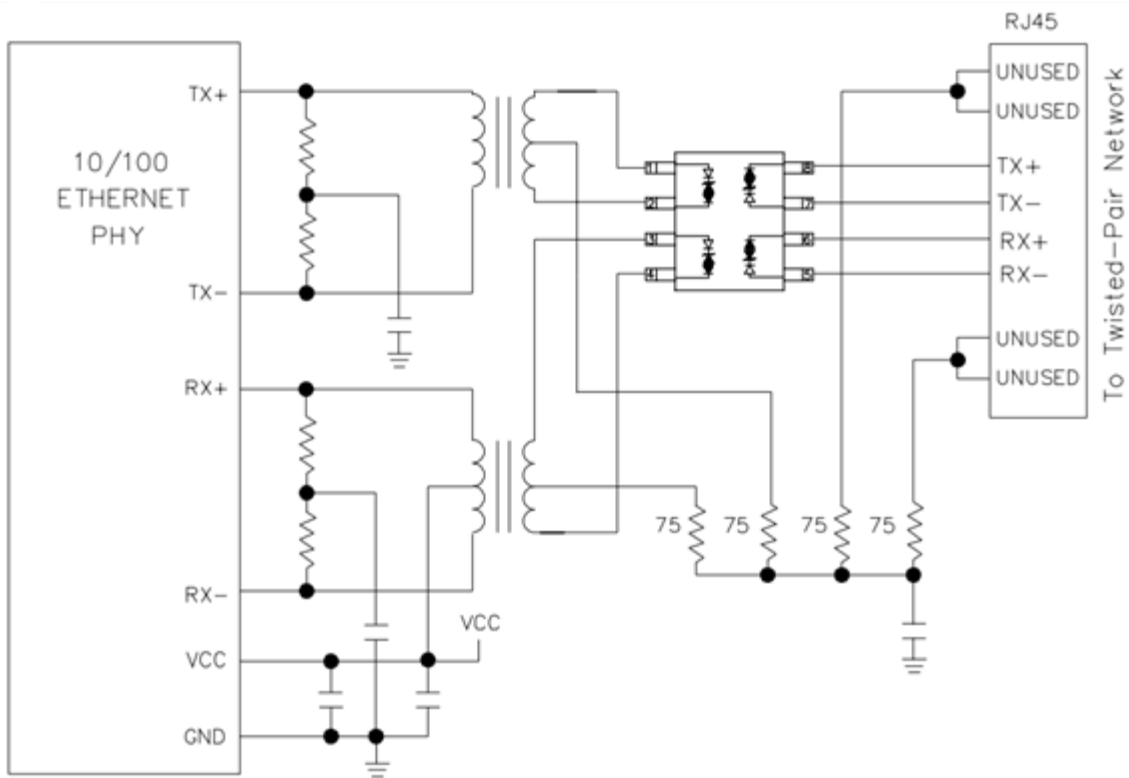 RJ45
UNUSED
UNUSED
TX+
TX-
RX+
RX-
UNUSED
UNUSED
To Twisted-Pair Network
10/100
ETHERNET
PHY
TX+
TX-
RX+
RX-
VCC
GND
VCC
1
2
3
4
8
7
6
5
75
75
75
75